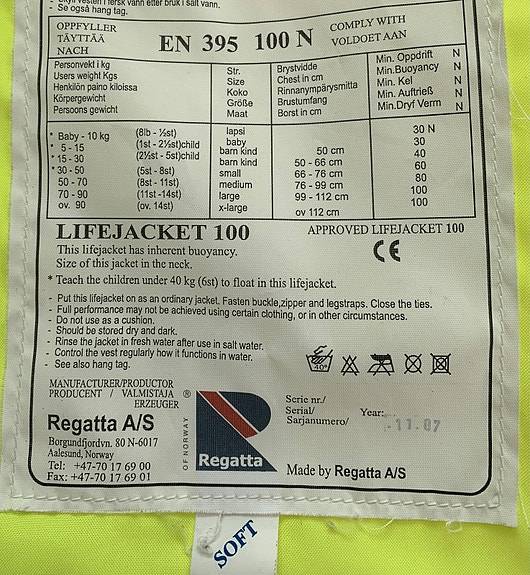 - Skyll vesten i fersk vann etter bruk i salt vann.
- Se også hang tag.
OPPFYLLER
TÄYTTÄÄ
NACH
EN 395 100 N
COMPLY WITH
VOLDOET AAN
Personvekt i kg
Users weight Kgs
Henkilön paino kiloissa
Körpergewicht
Persoons gewicht
Str.
Size
Koko
Größe
Maat
Brystvidde
Chest in cm
Rinnanympärysmitta
Brustumfang
Borst in cm
Min. Oppdrift N
Min.Buoyancy N
Min. Kel N
Min. Auftrieß N
Min.Dryf Verm N
* Baby - 10 kg (8lb - ½st) lapsi 30 N
* 5 - 15 (1st - 2½st)child baby 30
* 15 - 30 (2½st - 5st)child barn kind 50 cm 40
* 30 - 50 (5st - 8st) barn kind 50 - 66 cm 60
50 - 70 (8st - 11st) small 66 - 76 cm 80
70 - 90 (11st -14st) medium 76 - 99 cm 100
ov. 90 (ov. 14st) large 99 - 112 cm 100
x-large ov 112 cm
LIFEJACKET 100
APPROVED LIFEJACKET 100
This lifejacket has inherent buoyancy.
Size of this jacket in the neck.
CE
* Teach the children under 40 kg (6st) to float in this lifejacket.
- Put this lifejacket on as an ordinary jacket. Fasten buckle,zipper and legstraps. Close the ties.
- Full performance may not be achieved using certain clothing, or in other circumstances.
- Do not use as a cushion.
- Should be stored dry and dark.
- Rinse the jacket in fresh water after use in salt water.
- Control the vest regularly how it functions in water.
- See also hang tag.
40°
MANUFACTURER/PRODUCTOR
PRODUCENT / VALMISTAJA
ERZEUGER
Regatta A/S
Borgundfjordvn. 80 N-6017
Aalesund, Norway
Tel: +47-70 17 69 00
Fax: +47-70 17 69 01
®
OF NORWAY
Regatta
Serie nr./
Serial/
Sarjanumero/
Year:
11.07
Made by Regatta A/S
SOFT